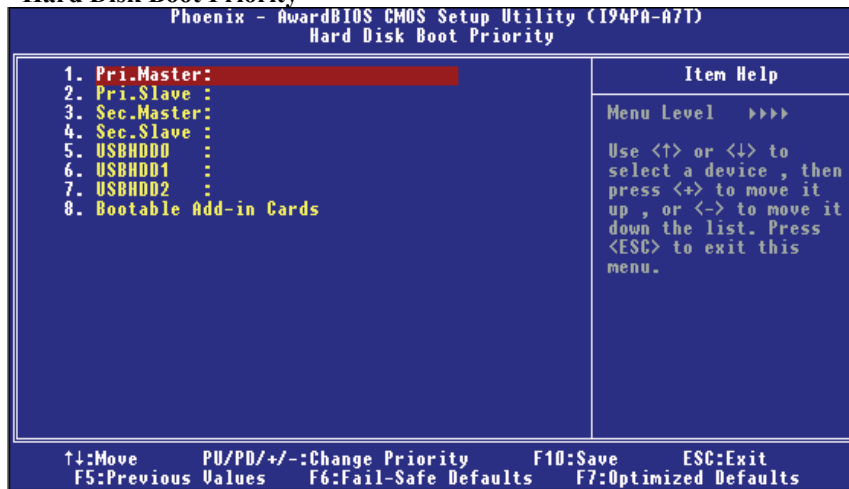 Hard Disk Boot Priority
Phoenix - AwardBIOS CMOS Setup Utility (I94PA-A7T)
Hard Disk Boot Priority
1. Pri.Master:
2. Pri.Slave :
3. Sec.Master:
4. Sec.Slave :
5. USBHDD0 :
6. USBHDD1 :
7. USBHDD2 :
8. Bootable Add-in Cards
Item Help
Menu Level ▸▸▸▸
Use <↑> or <↓> to
select a device , then
press <+> to move it
up , or <-> to move it
down the list. Press
<ESC> to exit this
menu.
↑↓:Move PU/PD/+/-:Change Priority F10:Save ESC:Exit
F5:Previous Values F6:Fail-Safe Defaults F7:Optimized Defaults